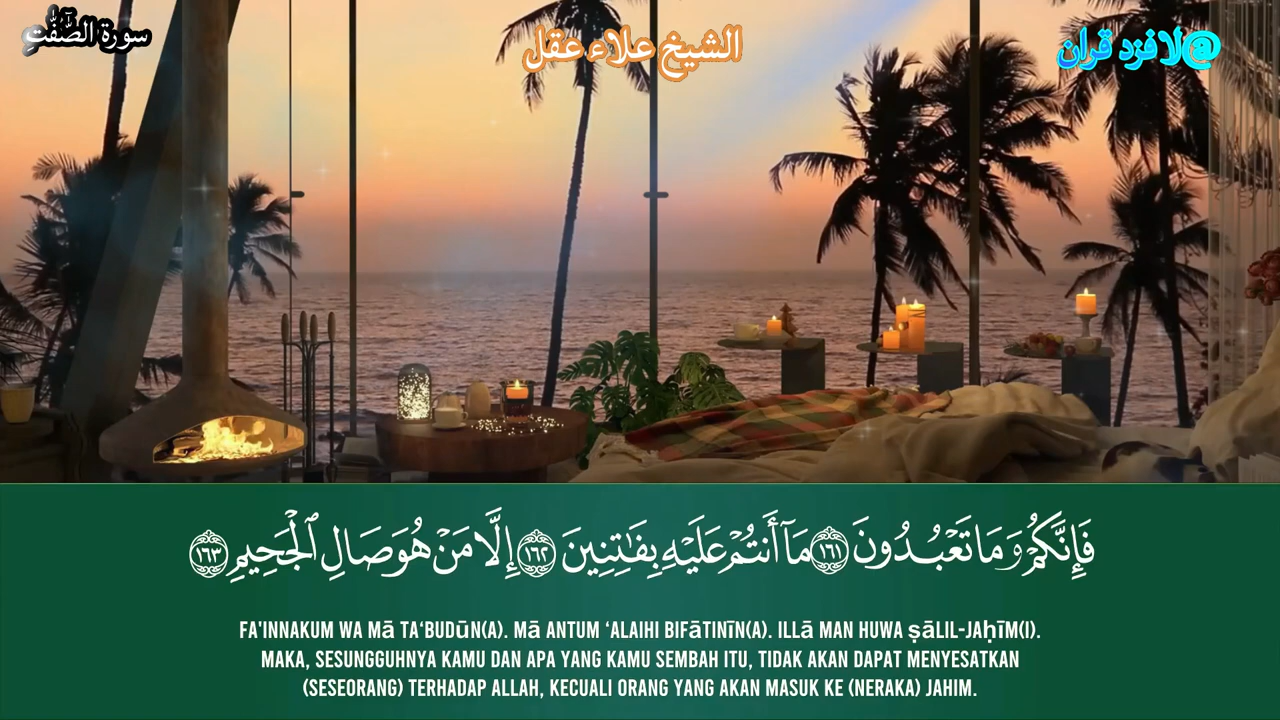 سورة الصّٰٓفّٰتِ
الشيخ علاء عقل
@لافزد قران
فَإِنَّكُمْ وَمَا تَعْبُدُونَ ١٦١ مَآ أَنتُمْ عَلَيْهِ بِفَٰتِنِينَ ١٦٢ إِلَّا مَنْ هُوَ صَالِ ٱلْجَحِيمِ ١٦٣
FA'INNAKUM WA Mā TA‘BUDūN(A). Mā ANTUM ‘ALAIHI BIFāTINīN(A). ILLā MAN HUWA ṣāLIL-JAḥīM(I).
MAKA, SESUNGGUHNYA KAMU DAN APA YANG KAMU SEMBAH ITU, TIDAK AKAN DAPAT MENYESATKAN
(SESEORANG) TERHADAP ALLAH, KECUALI ORANG YANG AKAN MASUK KE (NERAKA) JAHIM.